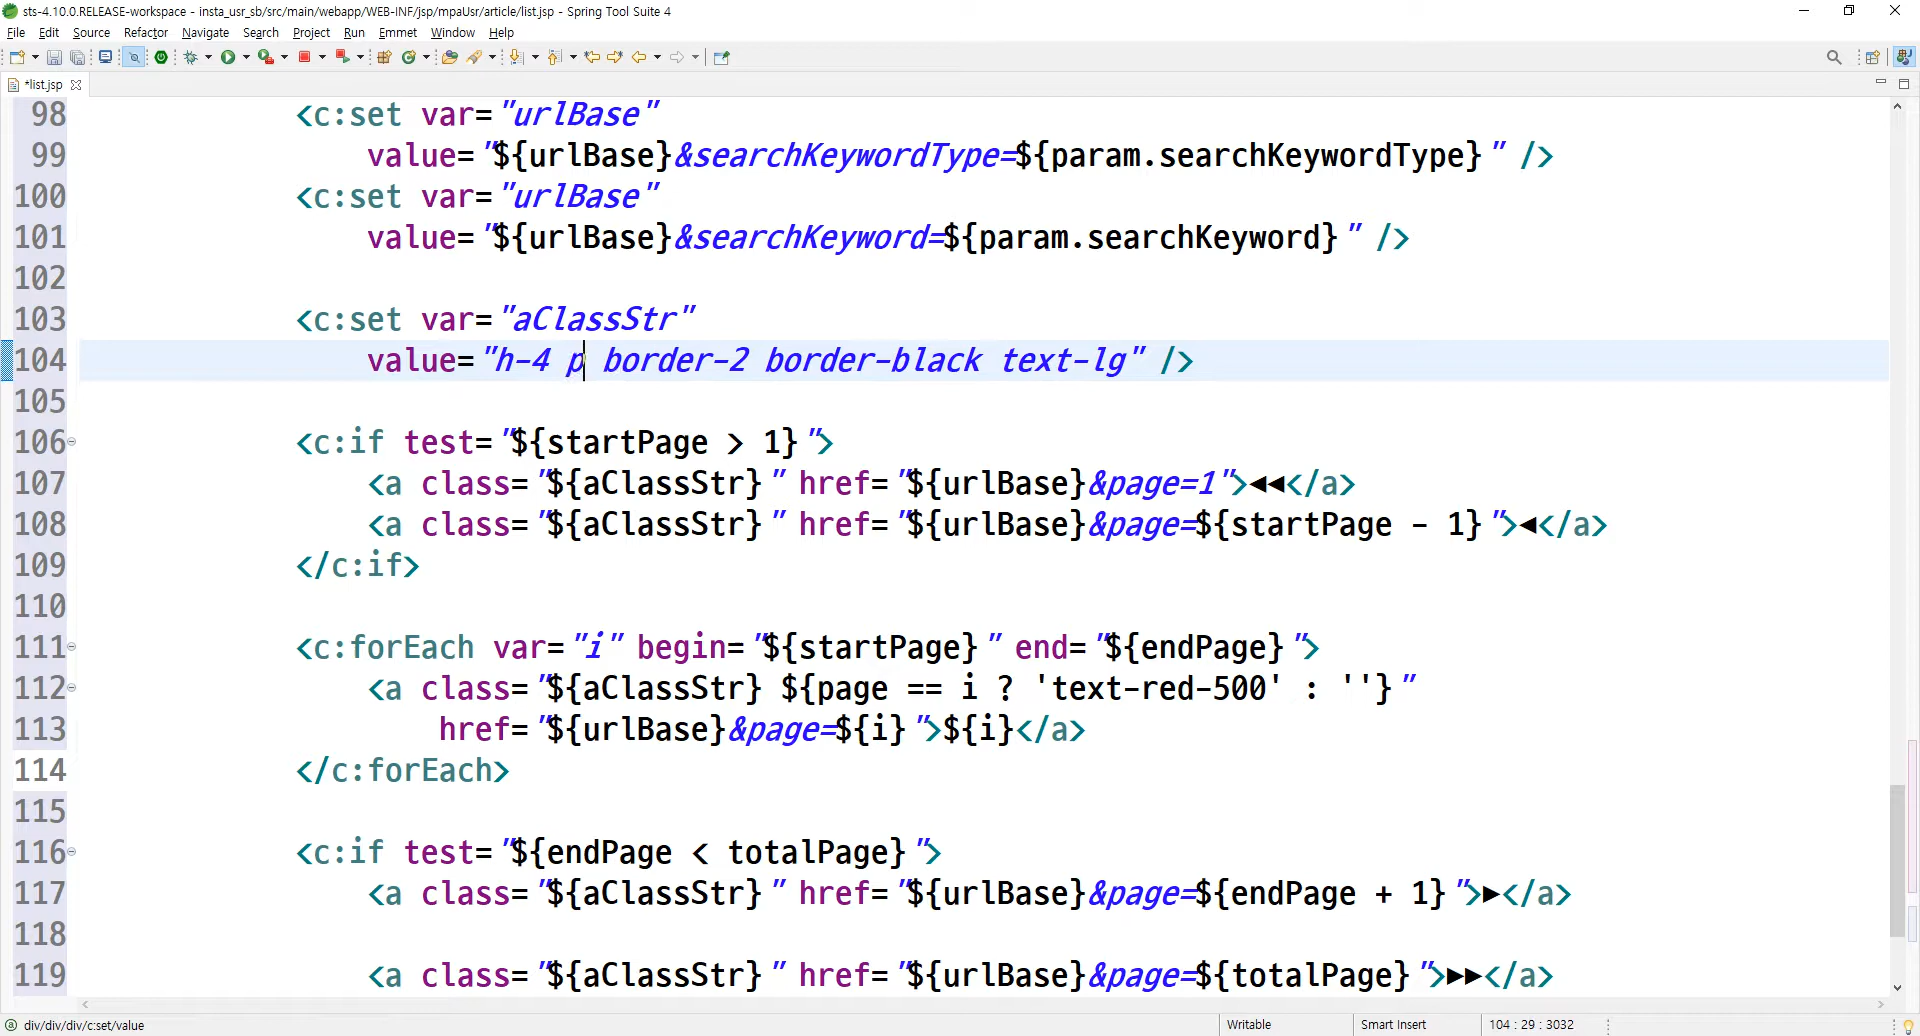 sts-4.10.0.RELEASE-workspace - insta_usr_sb/src/main/webapp/WEB-INF/jsp/mpaUsr/article/list.jsp - Spring Tool Suite 4
File Edit Source Refactor Navigate Search Project Run Emmet Window Help
*list.jsp
98 <c:set var="urlBase"
99 value="${urlBase}&searchKeywordType=${param.searchKeywordType}" />
100 <c:set var="urlBase"
101 value="${urlBase}&searchKeyword=${param.searchKeyword}" />
102
103 <c:set var="aClassStr"
104 value="h-4 p border-2 border-black text-lg" />
105
106 <c:if test="${startPage > 1}">
107 <a class="${aClassStr}" href="${urlBase}&page=1">◀◀</a>
108 <a class="${aClassStr}" href="${urlBase}&page=${startPage - 1}">◀</a>
109 </c:if>
110
111 <c:forEach var="i" begin="${startPage}" end="${endPage}">
112 <a class="${aClassStr} ${page == i ? 'text-red-500' : ''}"
113 href="${urlBase}&page=${i}">${i}</a>
114 </c:forEach>
115
116 <c:if test="${endPage < totalPage}">
117 <a class="${aClassStr}" href="${urlBase}&page=${endPage + 1}">▶</a>
118
119 <a class="${aClassStr}" href="${urlBase}&page=${totalPage}">▶▶</a>
div/div/div/c:set/value Writable Smart Insert 104 : 29 : 3032